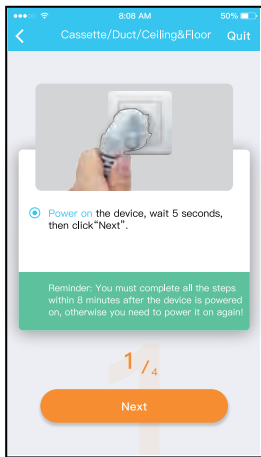 8:08 AM
50%
Cassette/Duct/Ceiling&Floor
Quit
Power on the device, wait 5 seconds,
then click“Next”.
Reminder: You must complete all the steps
within 8 minutes after the device is powered
on, otherwise you need to power it on again!
1/4
Next